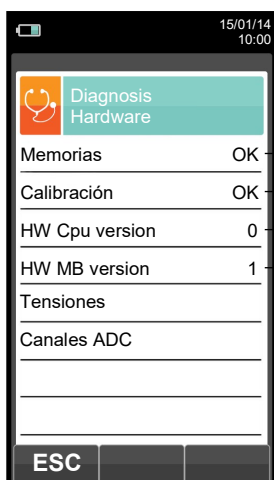 15/01/14
10:00
Diagnosis
Hardware
Memorias OK
Calibración OK
HW Cpu version 0
HW MB version 1
Tensiones
Canales ADC
ESC